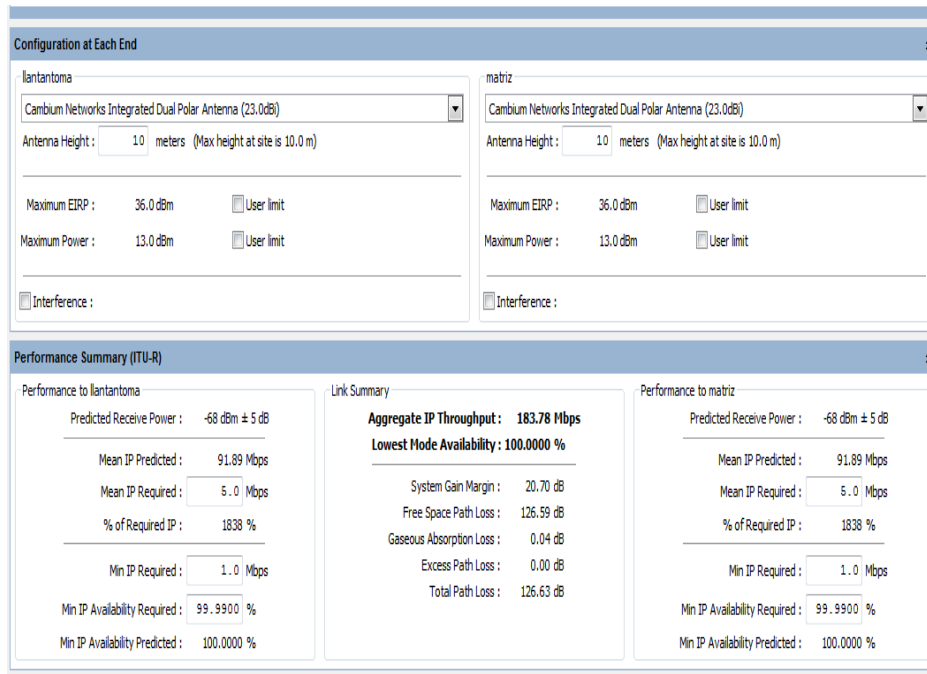 Configuration at Each End
llantantoma
Cambium Networks Integrated Dual Polar Antenna (23.0dBi)
Antenna Height : 10 meters (Max height at site is 10.0 m)
Maximum EIRP : 36.0 dBm User limit
Maximum Power : 13.0 dBm User limit
Interference :
matriz
Cambium Networks Integrated Dual Polar Antenna (23.0dBi)
Antenna Height : 10 meters (Max height at site is 10.0 m)
Maximum EIRP : 36.0 dBm User limit
Maximum Power : 13.0 dBm User limit
Interference :
Performance Summary (ITU-R)
Performance to llantantoma
Predicted Receive Power : -68 dBm ± 5 dB
Mean IP Predicted : 91.89 Mbps
Mean IP Required : 5.0 Mbps
% of Required IP : 1838 %
Min IP Required : 1.0 Mbps
Min IP Availability Required : 99.9900 %
Min IP Availability Predicted : 100.0000 %
Link Summary
Aggregate IP Throughput : 183.78 Mbps
Lowest Mode Availability : 100.0000 %
System Gain Margin : 20.70 dB
Free Space Path Loss : 126.59 dB
Gaseous Absorption Loss : 0.04 dB
Excess Path Loss : 0.00 dB
Total Path Loss : 126.63 dB
Performance to matriz
Predicted Receive Power : -68 dBm ± 5 dB
Mean IP Predicted : 91.89 Mbps
Mean IP Required : 5.0 Mbps
% of Required IP : 1838 %
Min IP Required : 1.0 Mbps
Min IP Availability Required : 99.9900 %
Min IP Availability Predicted : 100.0000 %